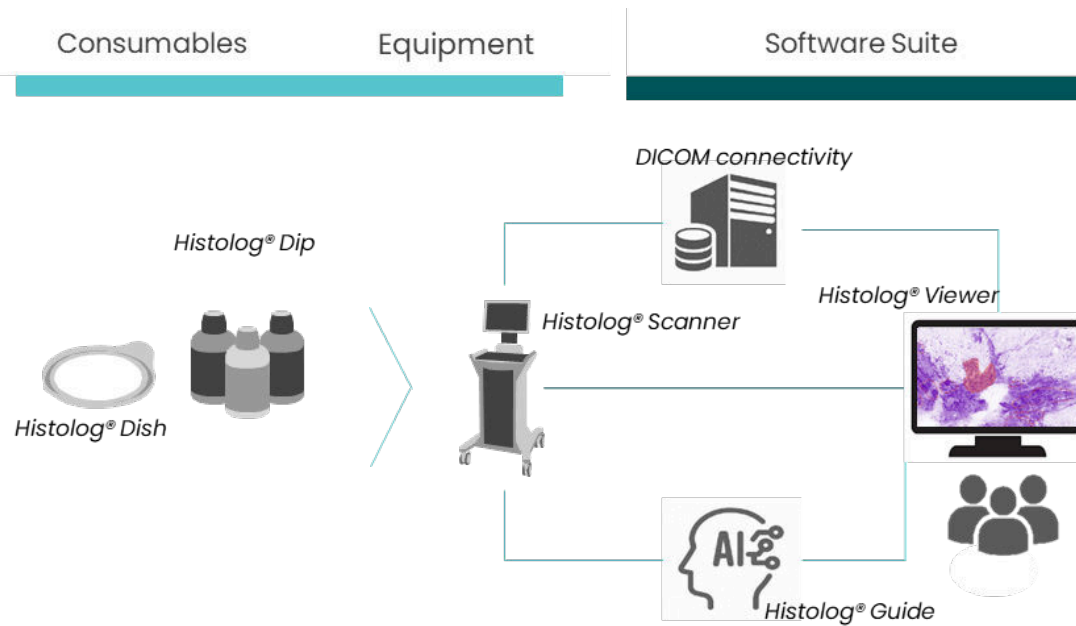 Consumables
Equipment
Software Suite
DICOM connectivity
Histolog® Dip
Histolog® Viewer
Histolog® Scanner
Histolog® Dish
AI
Histolog® Guide